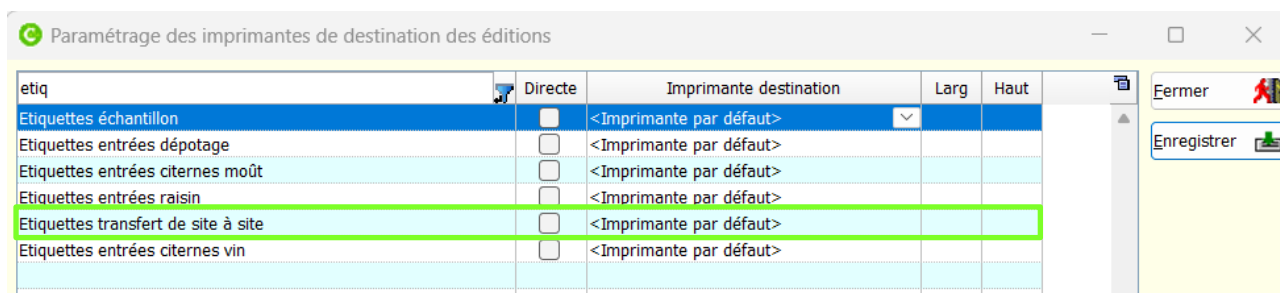 Paramétrage des imprimantes de destination des éditions
etiq Directe Imprimante destination Larg Haut
Fermer
Etiquettes échantillon <Imprimante par défaut>
Etiquettes entrées dépotage <Imprimante par défaut>
Enregistrer
Etiquettes entrées citernes moût <Imprimante par défaut>
Etiquettes entrées raisin <Imprimante par défaut>
Etiquettes transfert de site à site <Imprimante par défaut>
Etiquettes entrées citernes vin <Imprimante par défaut>